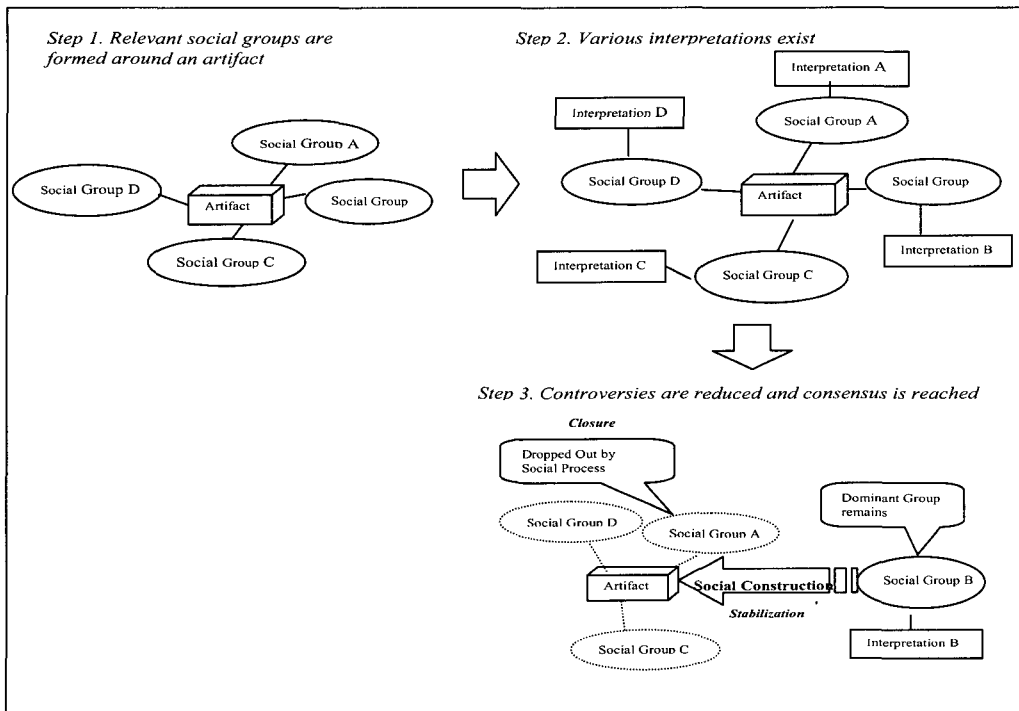 Step 1. Relevant social groups are
formed around an artifact
Social Group A
Social Group D
Artifact
Social Group
Social Group C
Step 2. Various interpretations exist
Interpretation A
Interpretation D
Social Group A
Social Group D
Social Group
Artifact
Interpretation B
Interpretation C
Social Group C
Step 3. Controversies are reduced and consensus is reached
Closure
Dropped Out by
Social Process
Dominant Group
remains
Social Group D
Social Group A
Artifact
Social Construction
Social Group B
Stabilization
Interpretation B
Social Group C